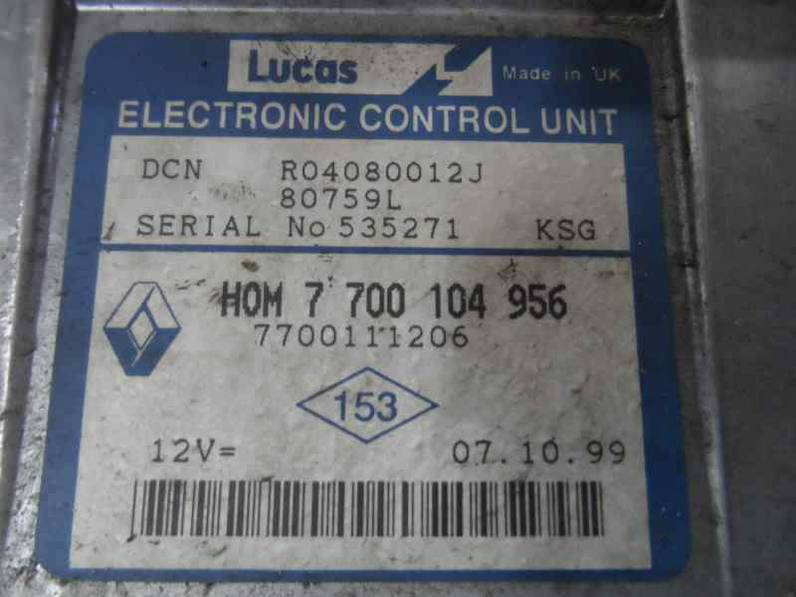 Lucas Made in UK
ELECTRONIC CONTROL UNIT
DCN R04080012J
80759L
SERIAL No 535271 KSG
HOM 7 700 104 956
7700111206
153
12V= 07.10.99